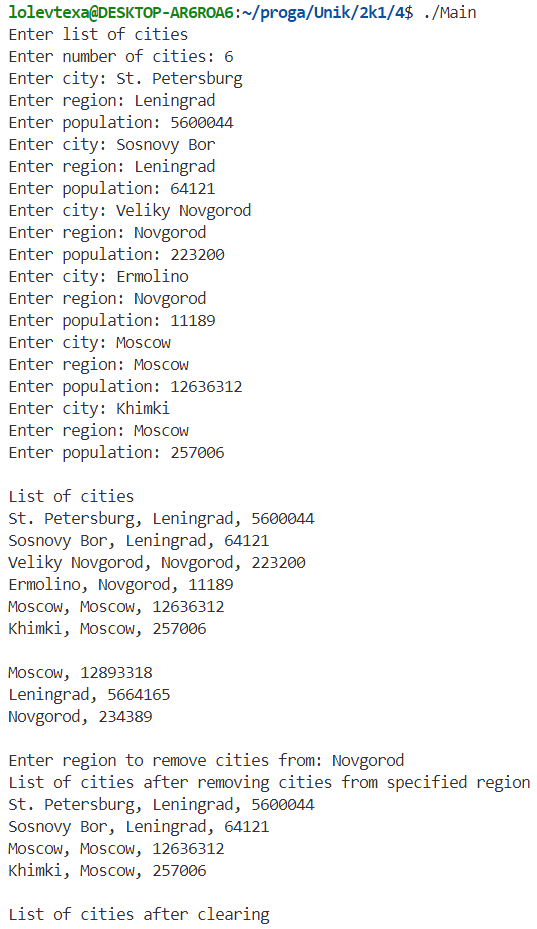 lolevtexa@DESKTOP-AR6ROA6:~/proga/Unik/2k1/4$ ./Main
Enter list of cities
Enter number of cities: 6
Enter city: St. Petersburg
Enter region: Leningrad
Enter population: 5600044
Enter city: Sosnovy Bor
Enter region: Leningrad
Enter population: 64121
Enter city: Veliky Novgorod
Enter region: Novgorod
Enter population: 223200
Enter city: Ermolino
Enter region: Novgorod
Enter population: 11189
Enter city: Moscow
Enter region: Moscow
Enter population: 12636312
Enter city: Khimki
Enter region: Moscow
Enter population: 257006

List of cities
St. Petersburg, Leningrad, 5600044
Sosnovy Bor, Leningrad, 64121
Veliky Novgorod, Novgorod, 223200
Ermolino, Novgorod, 11189
Moscow, Moscow, 12636312
Khimki, Moscow, 257006

Moscow, 12893318
Leningrad, 5664165
Novgorod, 234389

Enter region to remove cities from: Novgorod
List of cities after removing cities from specified region
St. Petersburg, Leningrad, 5600044
Sosnovy Bor, Leningrad, 64121
Moscow, Moscow, 12636312
Khimki, Moscow, 257006

List of cities after clearing